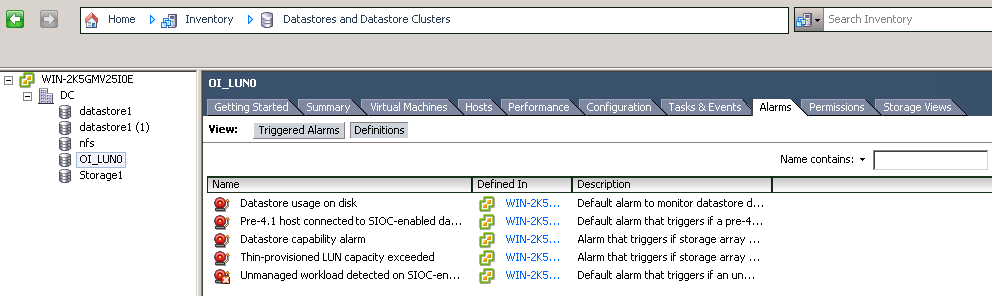 Home Inventory Datastores and Datastore Clusters Search Inventory
WIN-2K5GMV25I0E
DC
datastore1
datastore1 (1)
nfs
OI_LUN0
Storage1
OI_LUN0
Getting Started Summary Virtual Machines Hosts Performance Configuration Tasks & Events Alarms Permissions Storage Views
View: Triggered Alarms Definitions
Name contains:
Name Defined In Description
Datastore usage on disk WIN-2K5... Default alarm to monitor datastore d...
Pre-4.1 host connected to SIOC-enabled da... WIN-2K5... Default alarm that triggers if a pre-4...
Datastore capability alarm WIN-2K5... Alarm that triggers if storage array ...
Thin-provisioned LUN capacity exceeded WIN-2K5... Alarm that triggers if storage array ...
Unmanaged workload detected on SIOC-en... WIN-2K5... Default alarm that triggers if an un...